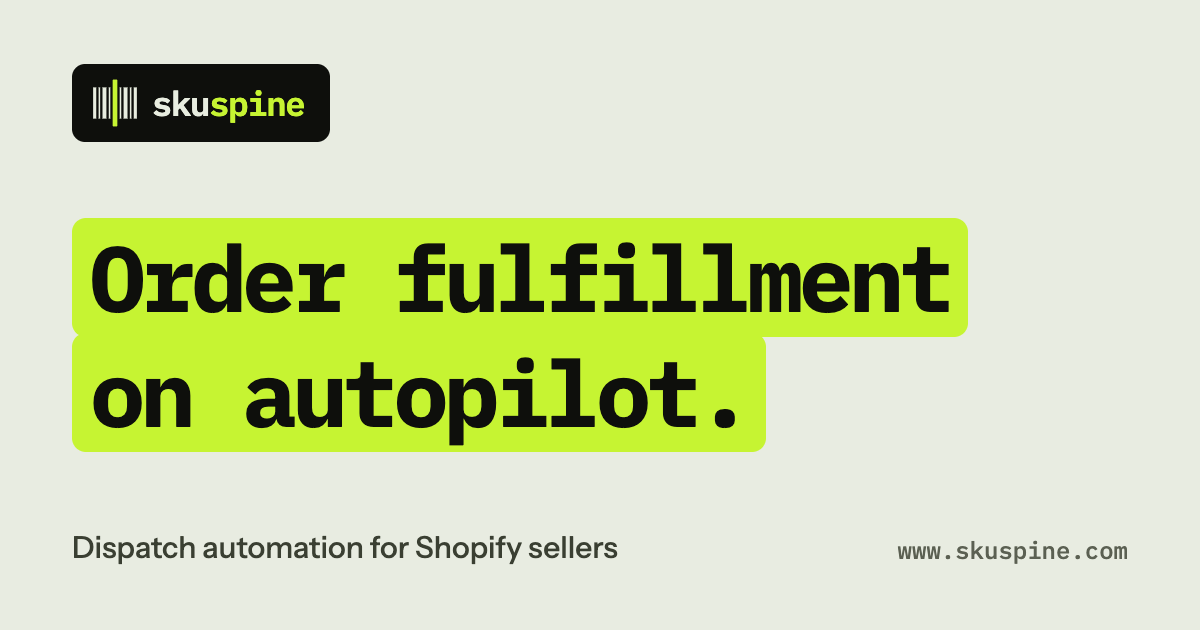 skuspine
Order fulfillment
on autopilot.
Dispatch automation for Shopify sellers
www.skuspine.com